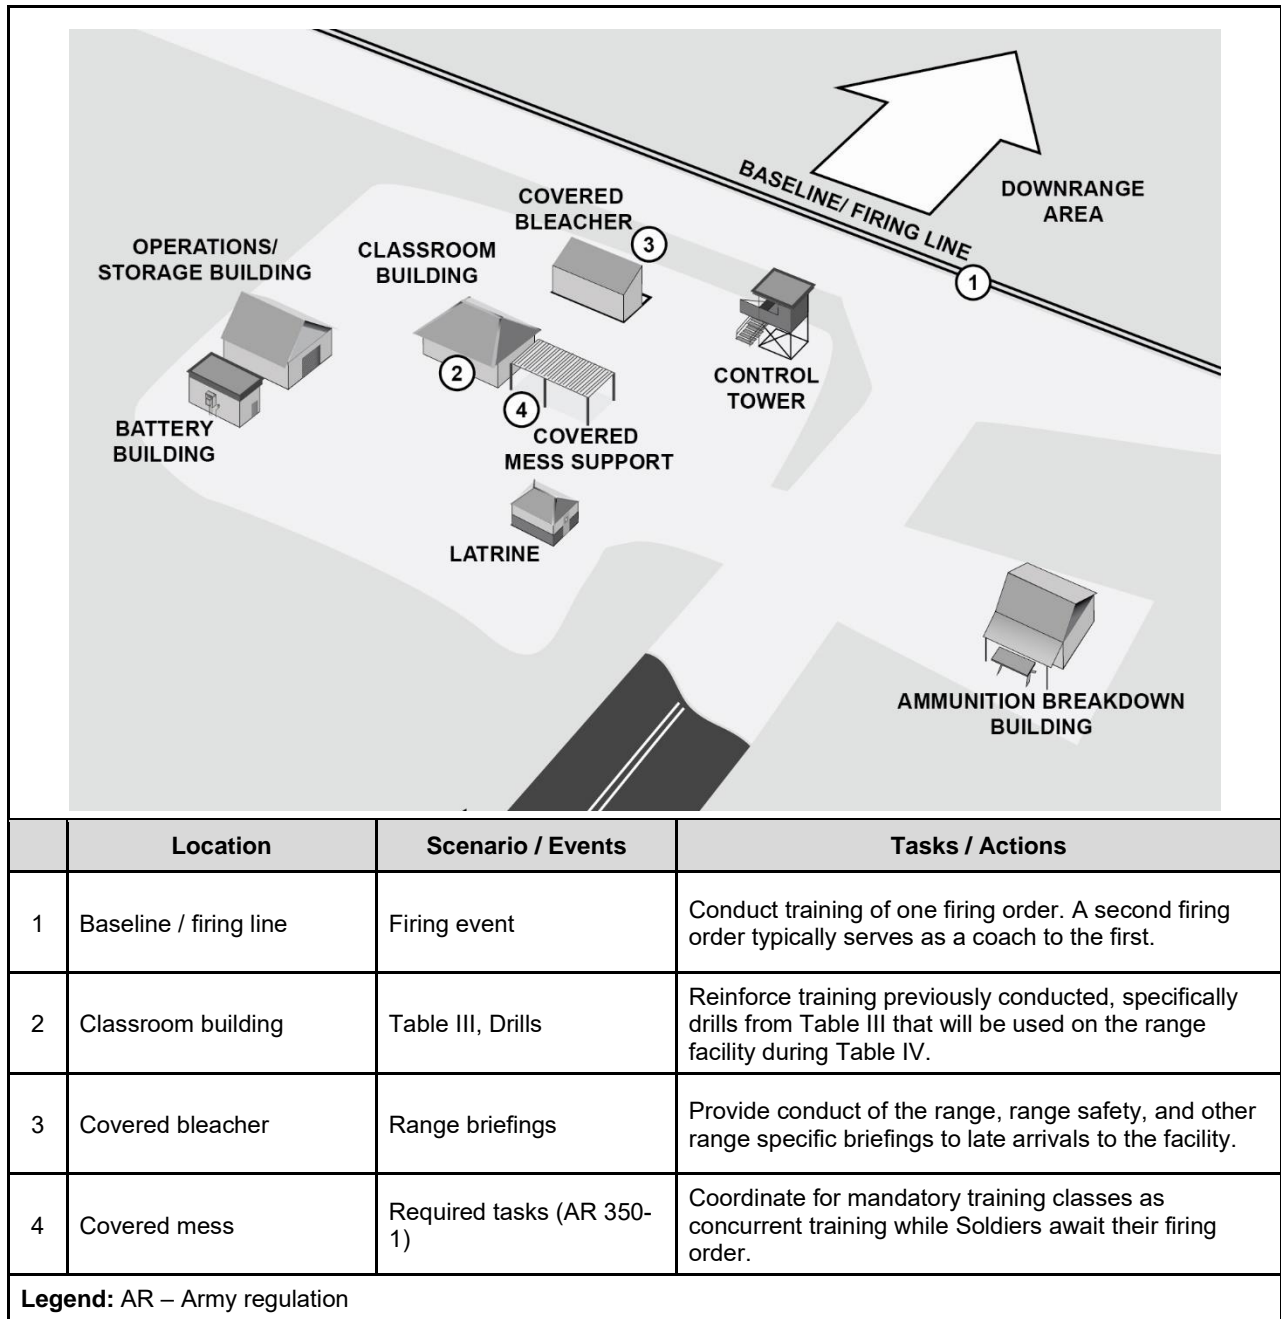 BASELINE/ FIRING LINE
DOWNRANGE
AREA
COVERED
BLEACHER
3
OPERATIONS/
STORAGE BUILDING
CLASSROOM
BUILDING
1
2
CONTROL
TOWER
4
BATTERY
BUILDING
COVERED
MESS SUPPORT
LATRINE
AMMUNITION BREAKDOWN
BUILDING
Location
Scenario / Events
Tasks / Actions
1
Baseline / firing line
Firing event
Conduct training of one firing order. A second firing
order typically serves as a coach to the first.
2
Classroom building
Table III, Drills
Reinforce training previously conducted, specifically
drills from Table III that will be used on the range
facility during Table IV.
3
Covered bleacher
Range briefings
Provide conduct of the range, range safety, and other
range specific briefings to late arrivals to the facility.
4
Covered mess
Required tasks (AR 350-
1)
Coordinate for mandatory training classes as
concurrent training while Soldiers await their firing
order.
Legend: AR – Army regulation